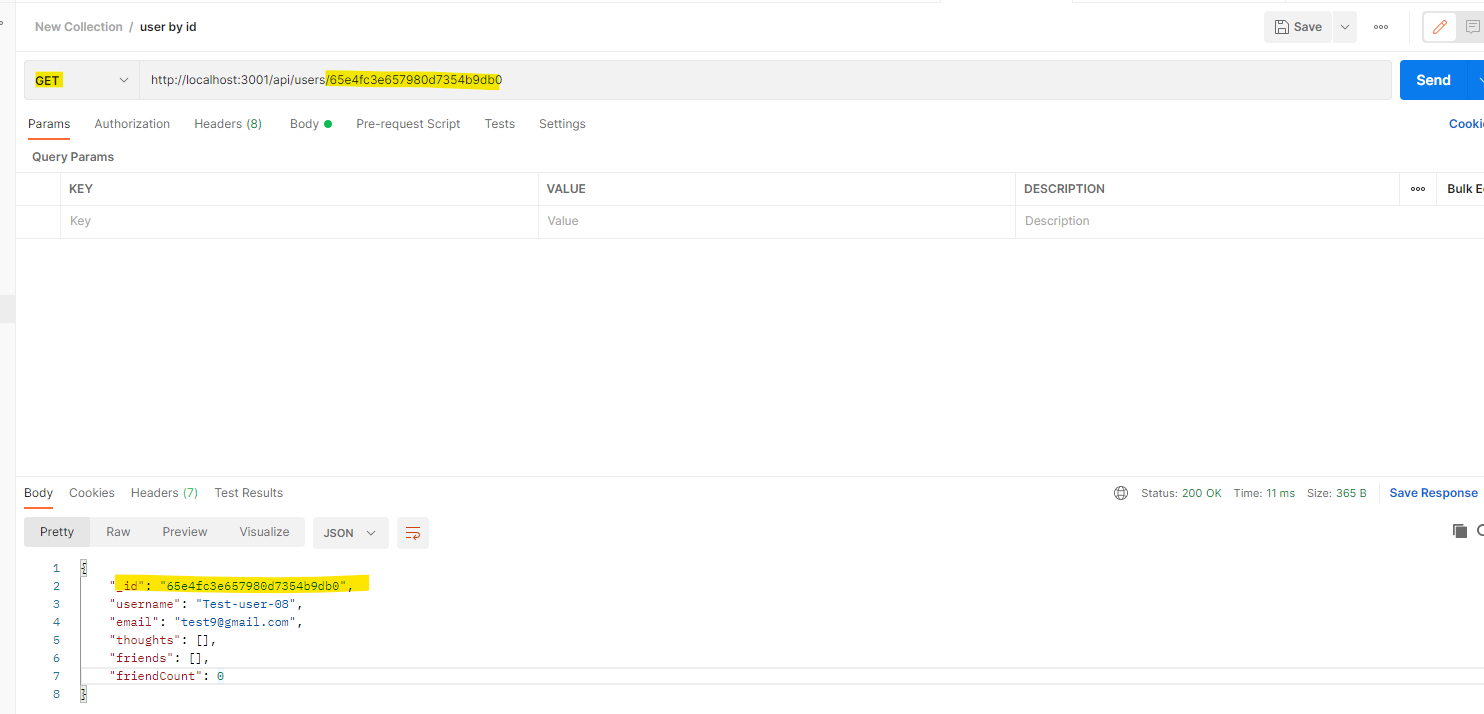 New Collection / user by id
Save
GET
http://localhost:3001/api/users/65e4fc3e657980d7354b9db0
Send
Params Authorization Headers (8) Body Pre-request Script Tests Settings
Cooki
Query Params
KEY VALUE DESCRIPTION
Bulk E
Key Value Description
Body Cookies Headers (7) Test Results
Status: 200 OK Time: 11 ms Size: 365 B Save Response
Pretty Raw Preview Visualize JSON
1 {
2 "_id": "65e4fc3e657980d7354b9db0",
3 "username": "Test-user-08",
4 "email": "test9@gmail.com",
5 "thoughts": [],
6 "friends": [],
7 "friendCount": 0
8 }